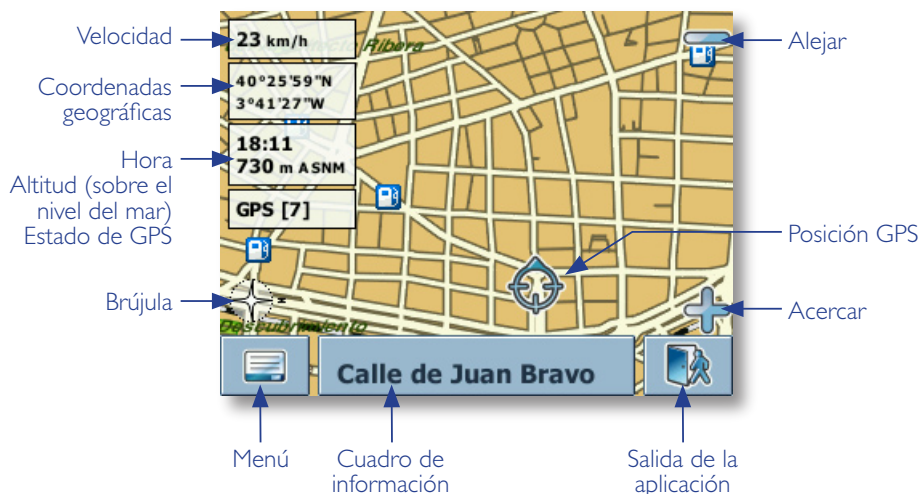 Velocidad
Coordenadas
geográficas
Hora
Altitud (sobre el
nivel del mar)
Estado de GPS
Brújula
23 km/h
Ribera
40°25'59"N
3°41'27"W
18:11
730 m ASNM
GPS [7]
Descubrimiento
Calle de Juan Bravo
Alejar
Posición GPS
Acercar
Menú
Cuadro de
información
Salida de la
aplicación